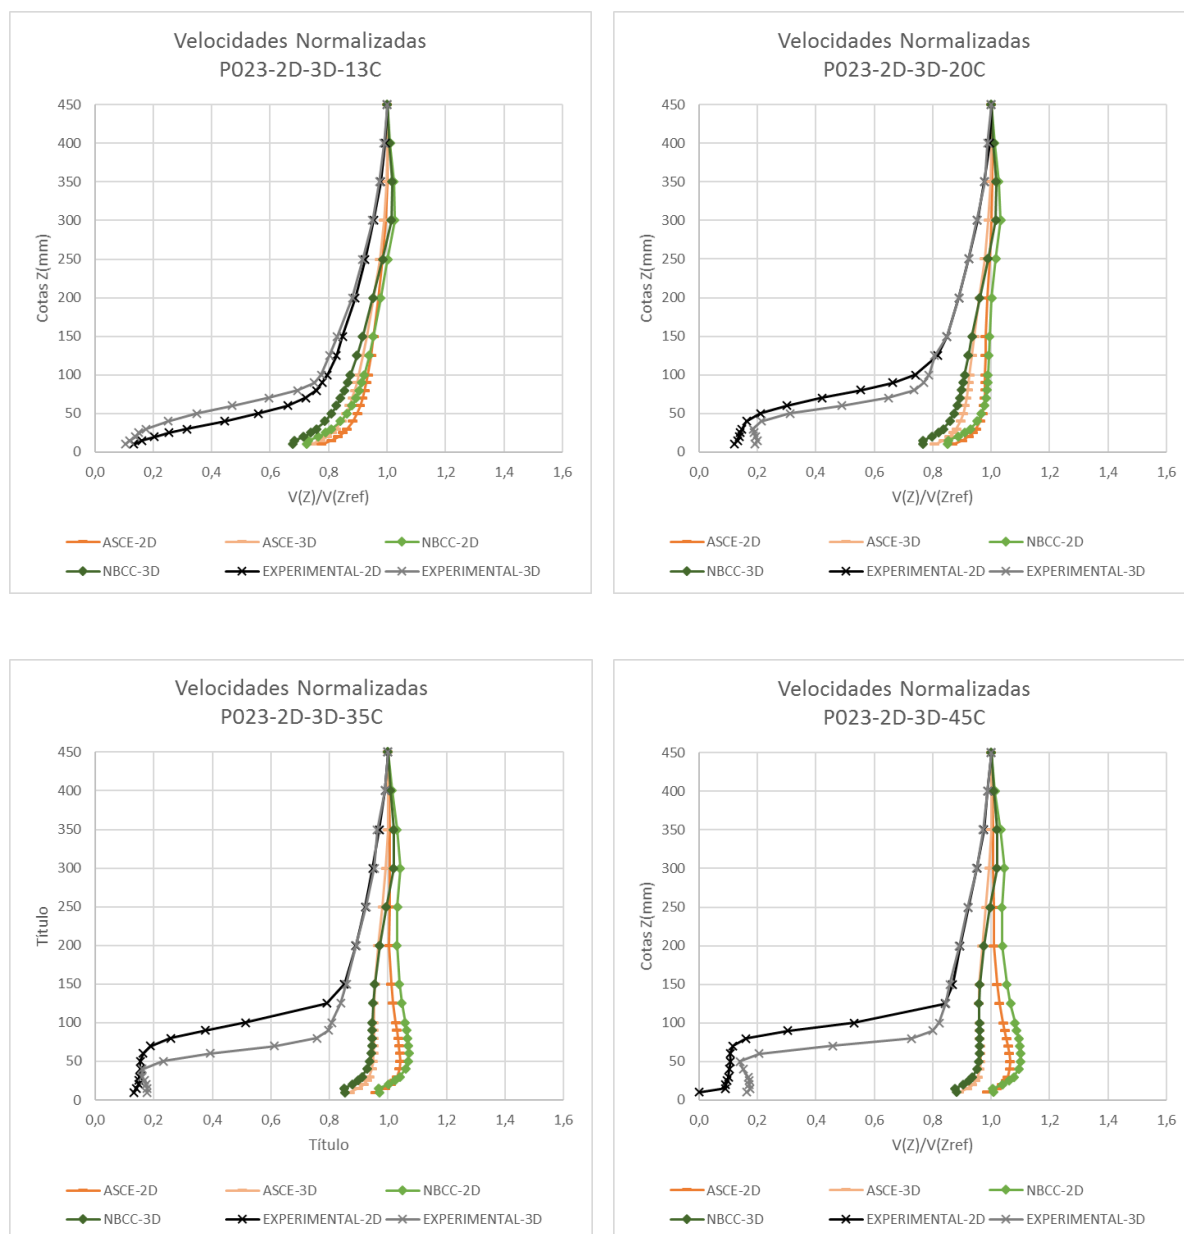 Velocidades Normalizadas
P023-2D-3D-13C
450
400
350
300
250
200
150
100
50
0
Cotas Z(mm)
0,0 0,2 0,4 0,6 0,8 1,0 1,2 1,4 1,6
V(Z)/V(Zref)
ASCE-2D ASCE-3D NBCC-2D
NBCC-3D EXPERIMENTAL-2D EXPERIMENTAL-3D
Velocidades Normalizadas
P023-2D-3D-20C
450
400
350
300
250
200
150
100
50
0
Cotas Z(mm)
0,0 0,2 0,4 0,6 0,8 1,0 1,2 1,4 1,6
V(Z)/V(Zref)
ASCE-2D ASCE-3D NBCC-2D
NBCC-3D EXPERIMENTAL-2D EXPERIMENTAL-3D
Velocidades Normalizadas
P023-2D-3D-35C
450
400
350
300
250
200
150
100
50
0
Título
0,0 0,2 0,4 0,6 0,8 1,0 1,2 1,4 1,6
Título
ASCE-2D ASCE-3D NBCC-2D
NBCC-3D EXPERIMENTAL-2D EXPERIMENTAL-3D
Velocidades Normalizadas
P023-2D-3D-45C
450
400
350
300
250
200
150
100
50
0
Cotas Z(mm)
0,0 0,2 0,4 0,6 0,8 1,0 1,2 1,4 1,6
V(Z)/V(Zref)
ASCE-2D ASCE-3D NBCC-2D
NBCC-3D EXPERIMENTAL-2D EXPERIMENTAL-3D